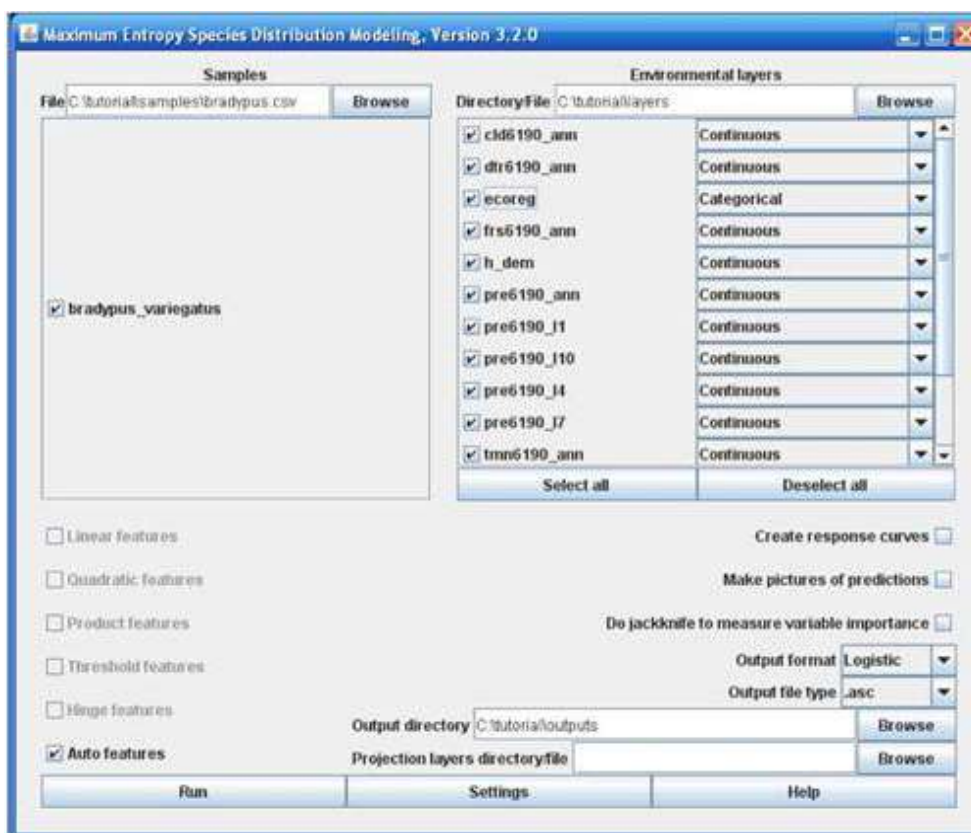 Maximum Entropy Species Distribution Modeling, Version 3.2.0
Samples
File C:\tutorial\samples\bradypus.csv Browse
bradypus_variegatus
Environmental layers
Directory/File C:\tutorial\layers Browse
cld6190_ann Continuous
dtr6190_ann Continuous
ecoreg Categorical
frs6190_ann Continuous
h_dem Continuous
pre6190_ann Continuous
pre6190_l1 Continuous
pre6190_l10 Continuous
pre6190_l4 Continuous
pre6190_l7 Continuous
tmn6190_ann Continuous
Select all Deselect all
Linear features
Quadratic features
Product features
Threshold features
Hinge features
Auto features
Create response curves
Make pictures of predictions
Do jackknife to measure variable importance
Output format Logistic
Output file type .asc
Output directory C:\tutorial\outputs Browse
Projection layers directory/file Browse
Run Settings Help